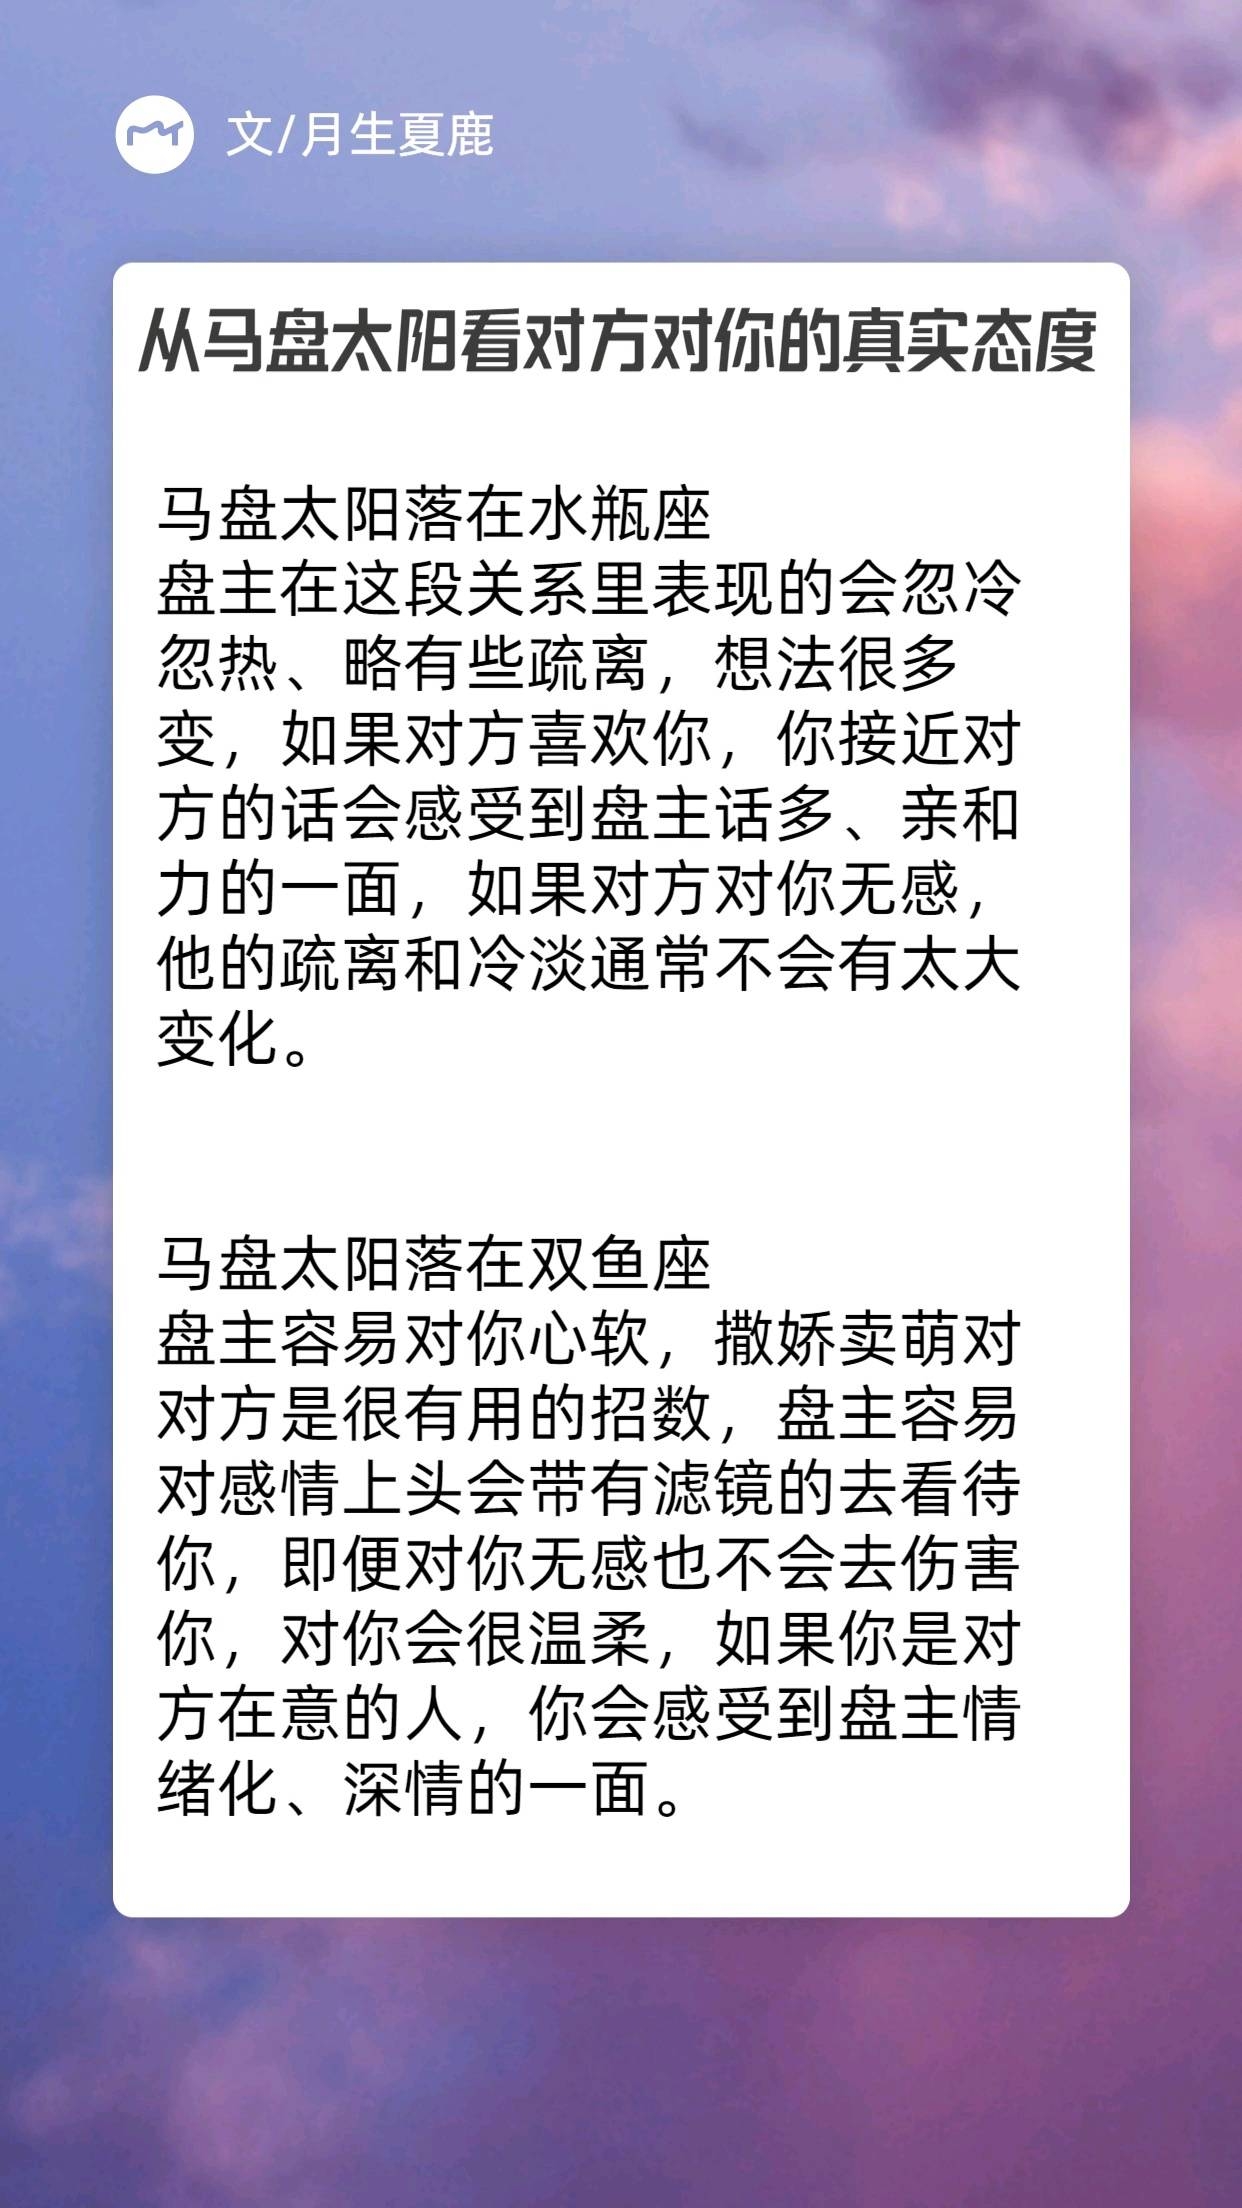 文/月生夏鹿
从马盘太阳看对方对你的真实态度
马盘太阳落在水瓶座
盘主在这段关系里表现的会忽冷
忽热、略有些疏离，想法很多
变，如果对方喜欢你，你接近对
方的话会感受到盘主话多、亲和
力的一面，如果对方对你无感，
他的疏离和冷淡通常不会有太大
变化。
马盘太阳落在双鱼座
盘主容易对你心软，撒娇卖萌对
对方是很有用的招数，盘主容易
对感情上头会带有滤镜的去看待
你，即便对你无感也不会去伤害
你，对你会很温柔，如果你是对
方在意的人，你会感受到盘主情
绪化、深情的一面。